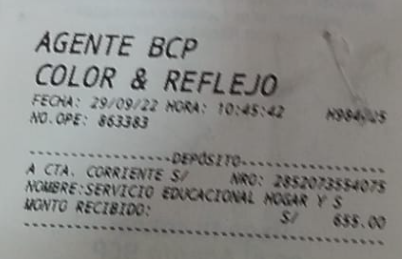 AGENTE BCP
COLOR & REFLEJO
FECHA: 29/09/22 HORA: 10:45:42
NO.OPE: 863383
DEPÓSITO
A CTA. CORRIENTE S/ NRO: 2852073554075
NOMBRE:SERVICIO EDUCACIONAL HOGAR Y S
MONTO RECIBIDO: S/ 655.00